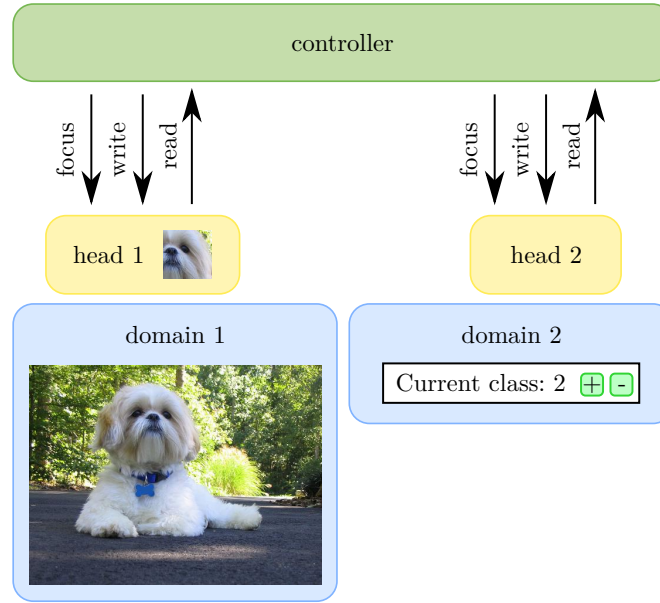 controller
focus
write
read
focus
write
read
head 1
head 2
domain 1
domain 2
Current class: 2 + -